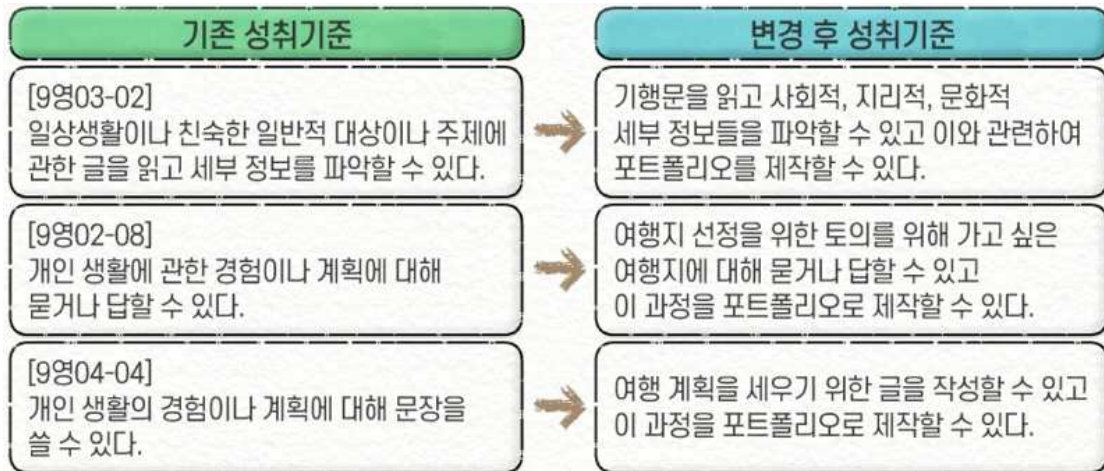 기존 성취기준
변경 후 성취기준
[9영03-02]
일상생활이나 친숙한 일반적 대상이나 주제에
관한 글을 읽고 세부 정보를 파악할 수 있다.
기행문을 읽고 사회적, 지리적, 문화적
세부 정보들을 파악할 수 있고 이와 관련하여
포트폴리오를 제작할 수 있다.
[9영02-08]
개인 생활에 관한 경험이나 계획에 대해
묻거나 답할 수 있다.
여행지 선정을 위한 토의를 위해 가고 싶은
여행지에 대해 묻거나 답할 수 있고
이 과정을 포트폴리오로 제작할 수 있다.
[9영04-04]
개인 생활의 경험이나 계획에 대해 문장을
쓸 수 있다.
여행 계획을 세우기 위한 글을 작성할 수 있고
이 과정을 포트폴리오로 제작할 수 있다.